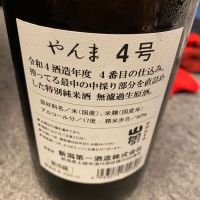 やんま 4号
令和4酒造年度 4番目の仕込み。
搾ってる最中の中採り部分を直詰め
した特別純米酒 無濾過生原酒。
原材料名／米(国産)、米麹(国産米)
アルコール分／17度 精米歩合／60%
新潟第一酒造株式会社